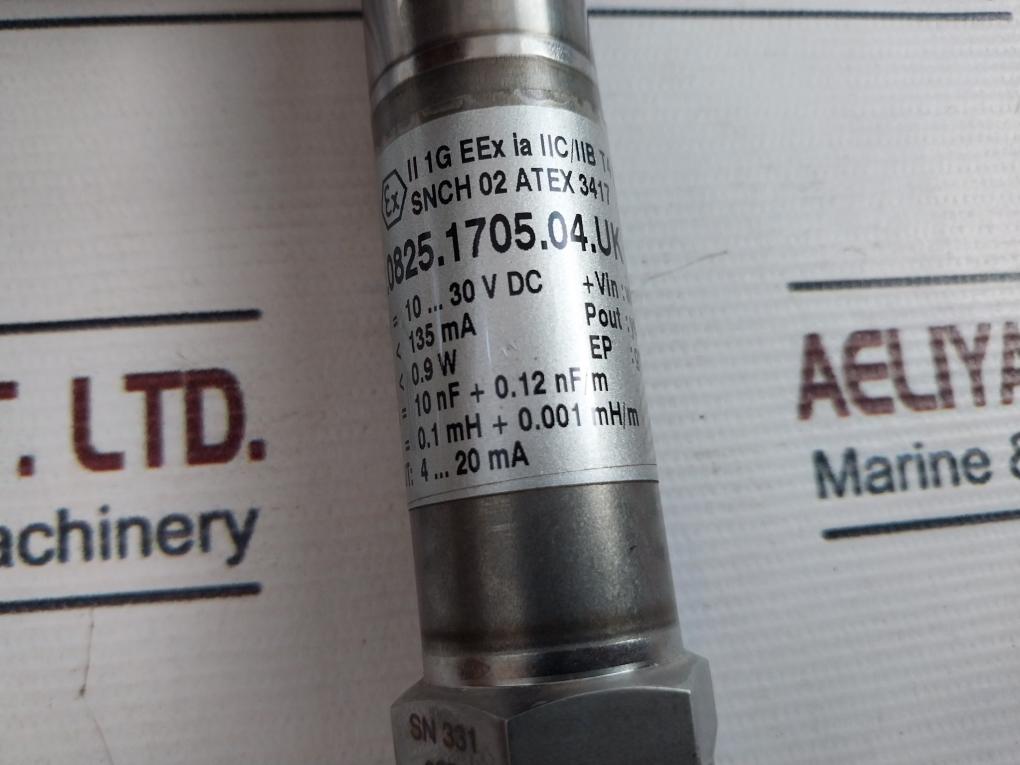 II 1G EEx ia IIC/IIB T4
SNCH 02 ATEX 3417
Ex
0825.1705.04.UK
= 10 ... 30 V DC
+VIn :
< 135 mA
Pout :
< 0.9 W
EP :
= 10 nF + 0.12 nF/m
= 0.1 mH + 0.001 mH/m
: 4 ... 20 mA
SN 331
T. LTD.
achinery
AELIYA
Marine &